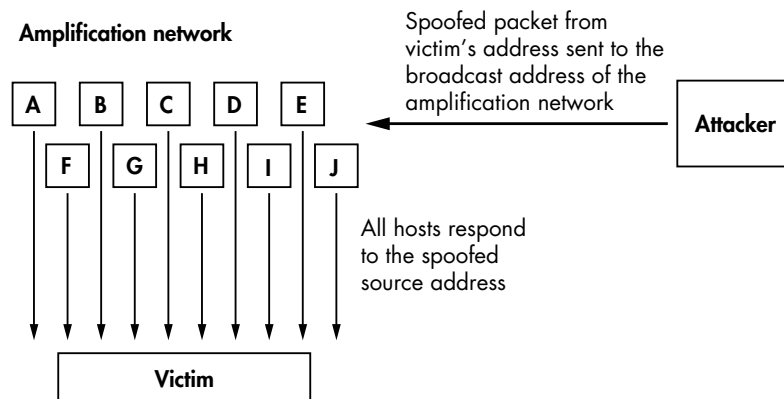 Amplification network
Spoofed packet from
victim's address sent to the
broadcast address of the
amplification network
A B C D E
Attacker
F G H I J
All hosts respond
to the spoofed
source address
Victim